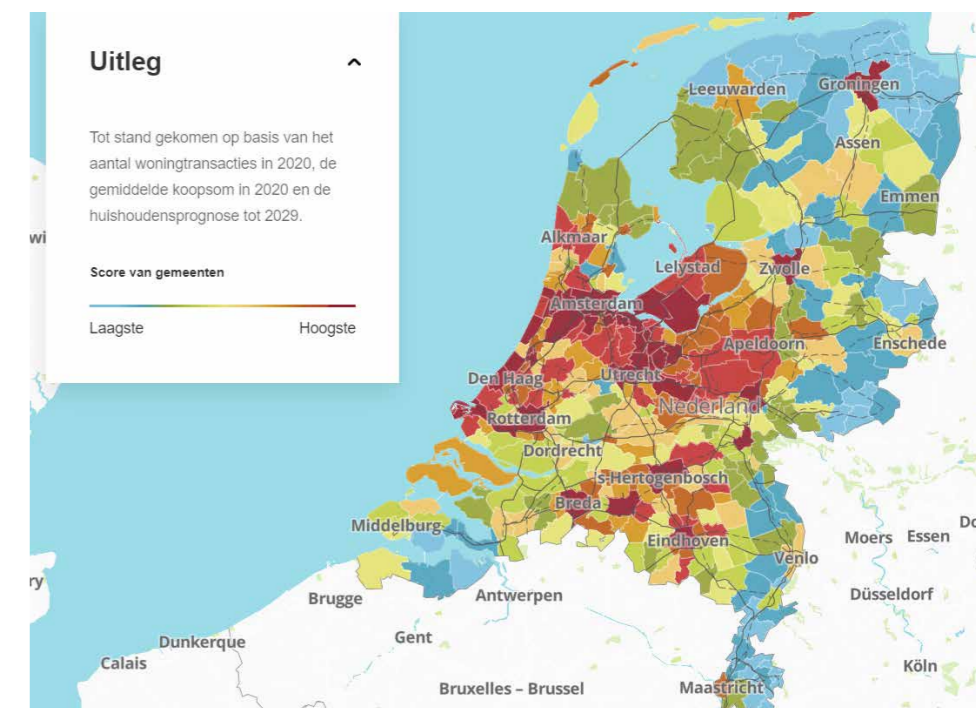 Uitleg
Tot stand gekomen op basis van het
aantal woningtransacties in 2020, de
gemiddelde koopsom in 2020 en de
huishoudensprognose tot 2029.
Score van gemeenten
Laagste
Hoogste
Leeuwarden
Groningen
Assen
Emmen
wi
Alkmaar
Lelystad
Zwolle
Amsterdam
Apeldoorn
Enschede
Den Haag
Utrecht
Nederland
Rotterdam
Dordrecht
's-Hertogenbosch
Breda
Middelburg
Eindhoven
Venlo
Moers
Essen
Do
ry
Brugge
Antwerpen
Düsseldorf
Dunkerque
Gent
Calais
Köln
Bruxelles – Brussel
Maastricht